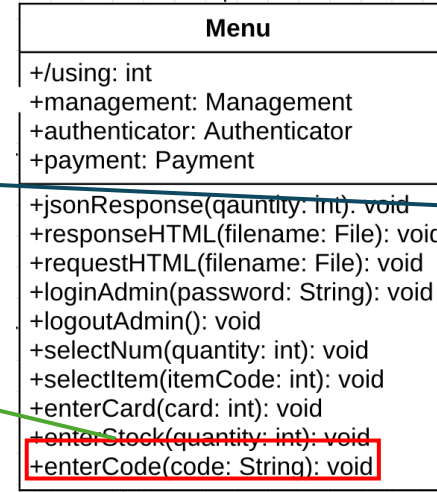 Menu
+/using: int
+management: Management
+authenticator: Authenticator
+payment: Payment
+jsonResponse(qauntity: int): void
+responseHTML(filename: File): void
+requestHTML(filename: File): void
+loginAdmin(password: String): void
+logoutAdmin(): void
+selectNum(quantity: int): void
+selectItem(itemCode: int): void
+enterCard(card: int): void
+enterStock(quantity: int): void
+enterCode(code: String): void